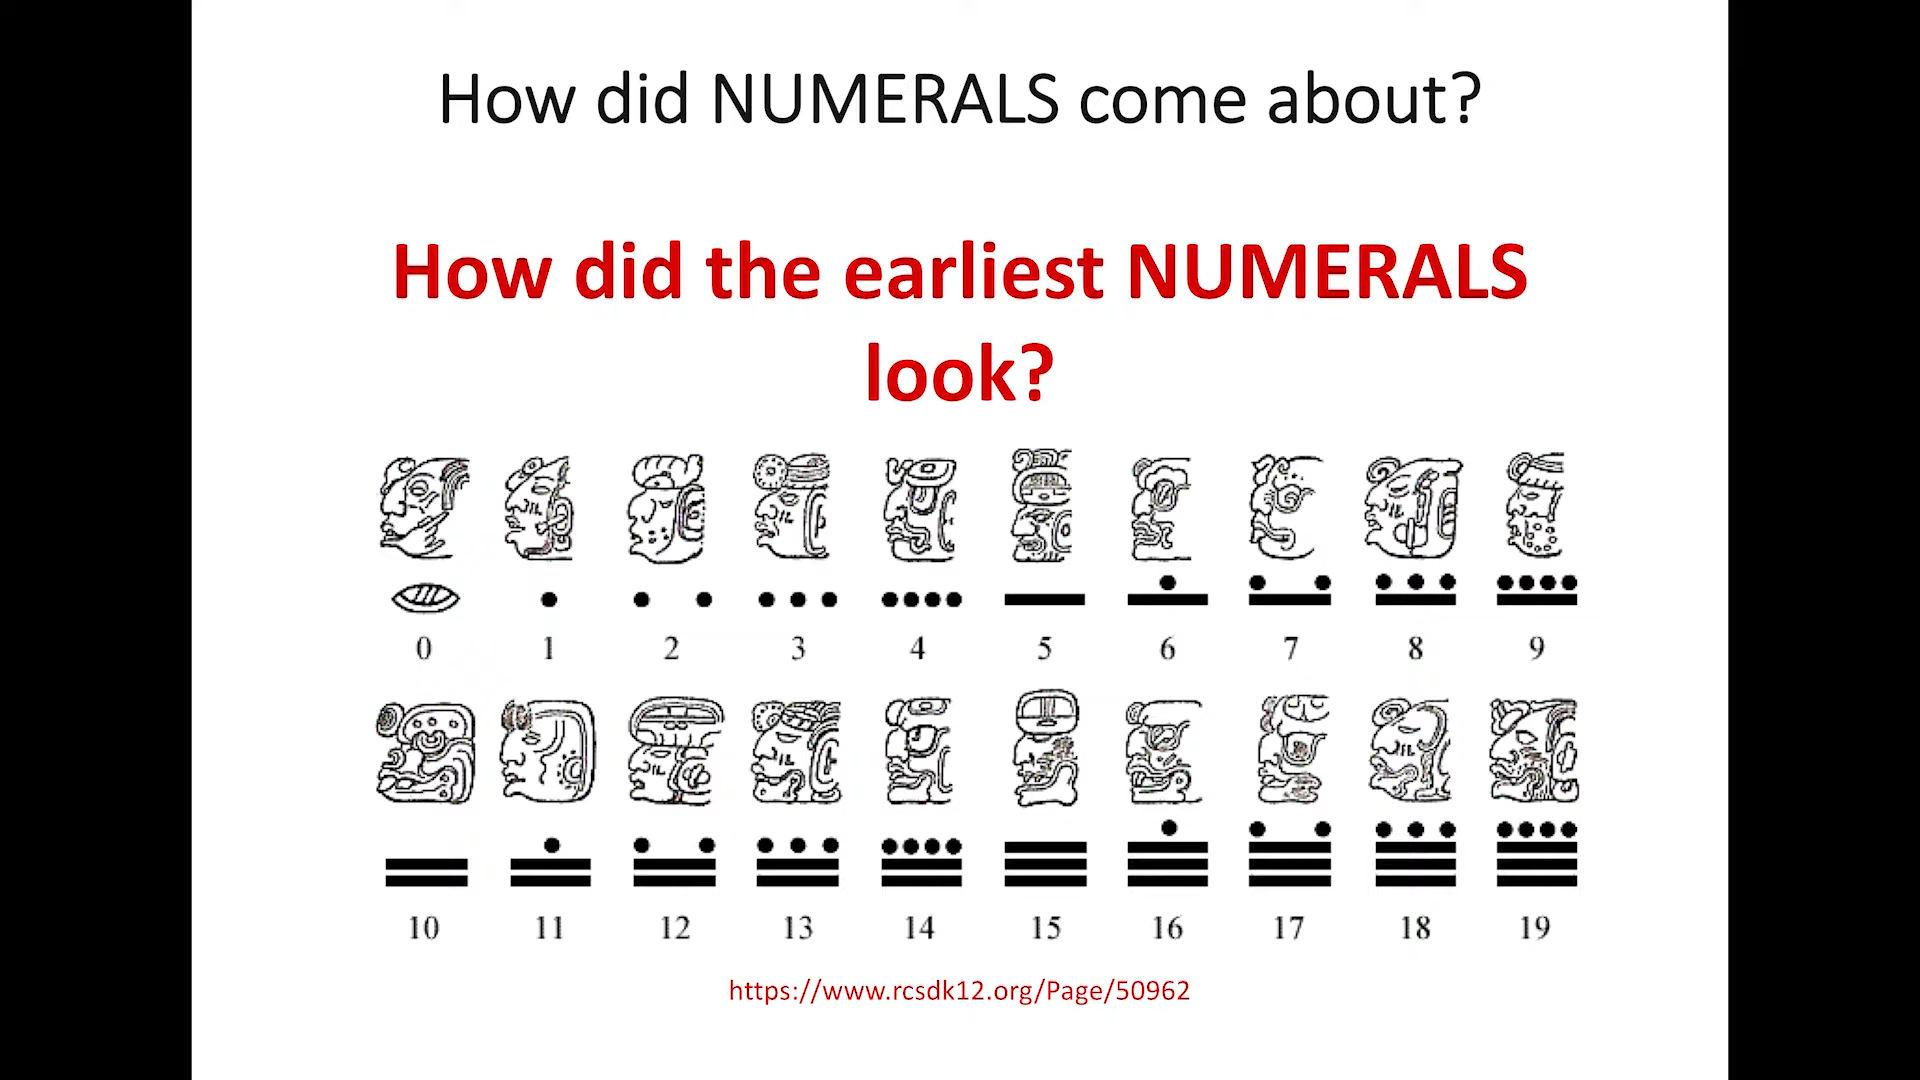 How did NUMERALS come about?
How did the earliest NUMERALS
look?
0 1 2 3 4 5 6 7 8 9
10 11 12 13 14 15 16 17 18 19
https://www.rcsdk12.org/Page/50962